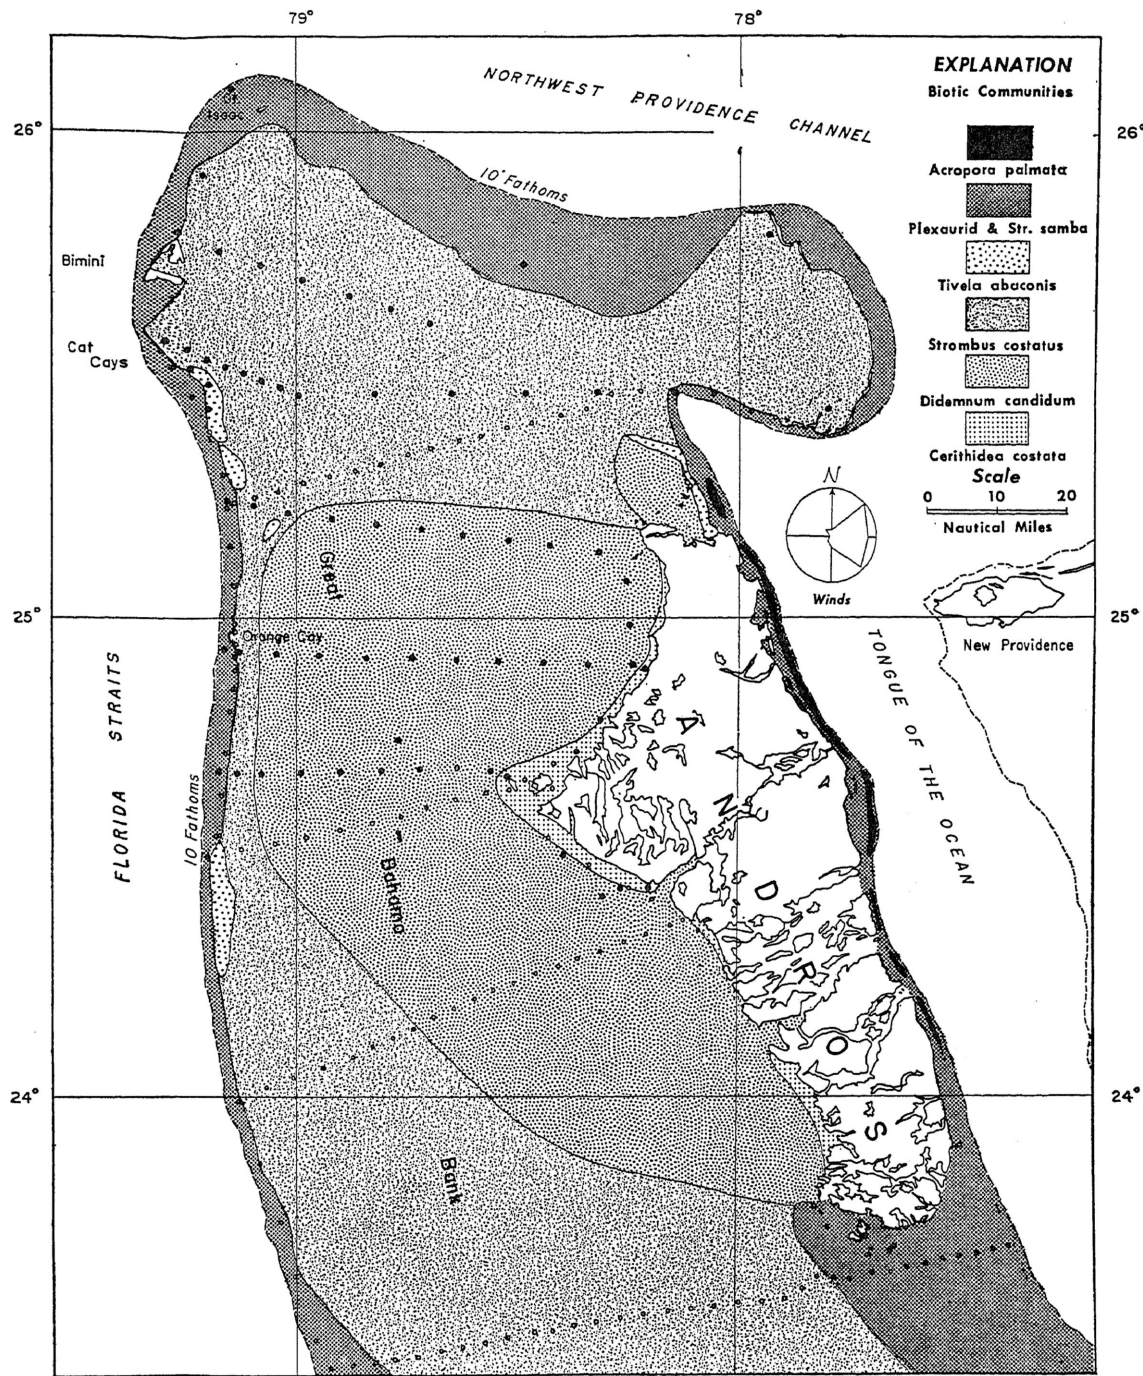 79°
78°
EXPLANATION
Biotic Communities
NORTHWEST PROVIDENCE CHANNEL
Gt.
Isaac
26°
26°
Acropora palmata
10 Fathoms
Plexaurid & Str. samba
Bimini
Tivela abaconis
Cat
Cays
Strombus costatus
Didemnum candidum
Cerithidea costata
N
Scale
0 10 20
Nautical Miles
Great
Winds
25°
25°
Orange Cay
New Providence
FLORIDA STRAITS
TONGUE OF THE OCEAN
10 Fathoms
ANDROS
Bahama
24°
24°
Bank